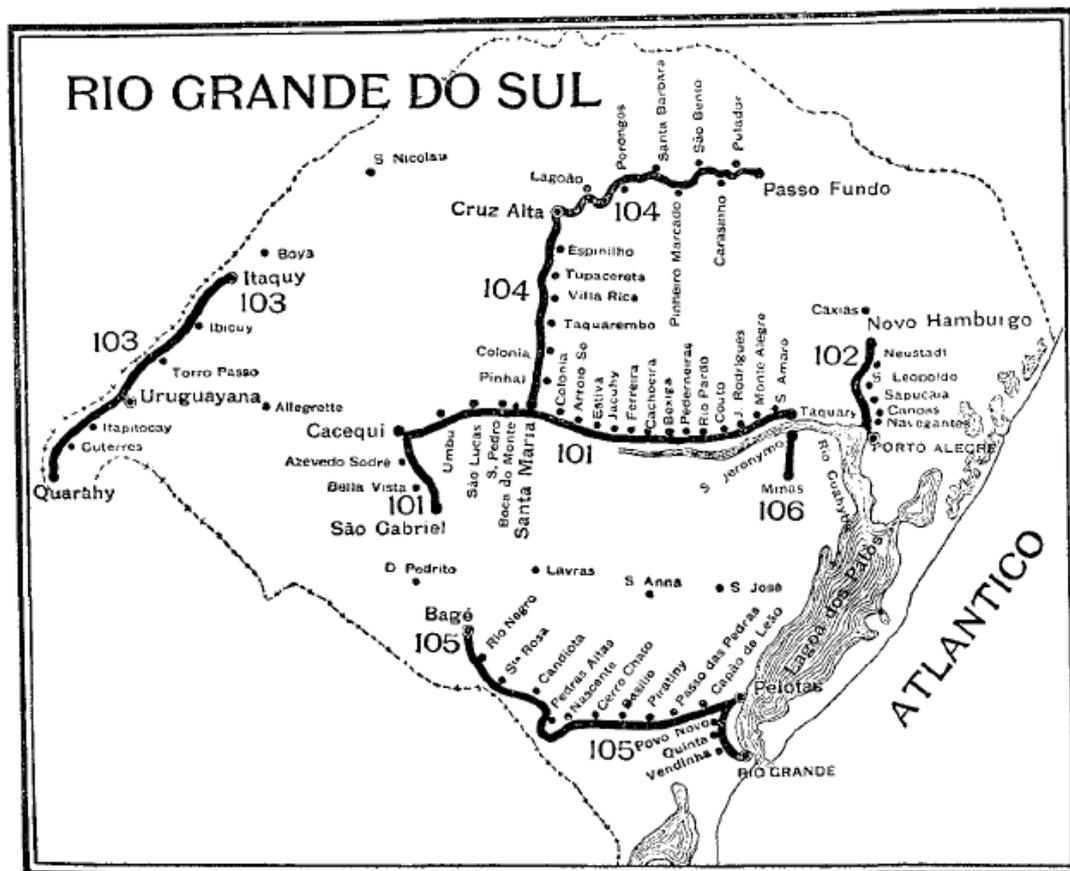 RIO GRANDE DO SUL
S Nicolau
Boya
Itaquy
103
103
Ibicuy
Torro Passo
Uruguayana
Allegrette
Itapitocay
Guterres
Quarahy
Lagoão
Porongos
Santa Barbara
São Bento
Pulador
Passo Fundo
Cruz Alta
104
Pinheiro Marcado
Carasinho
Espinilho
Tupacereta
104
Villa Rica
Taquarembo
Colonia
Pinhal
Caxias
Novo Hamburgo
102
Neustadt
S. Leopoldo
Sapucaia
Canoas
Navegantes
PORTO ALEGRE
Cacequi
Umbu
São Lucas
S. Pedro
Boca do Monte
Santa Maria
Colonia
Arroio So
Estiva
Jacuhy
Ferreira
Cachoeira
Bexiga
Pederneiras
Rio Pardo
Couto
J. Rodrigues
Monte Alegre
S Amaro
Taquary
101
Azevedo Sodré
Bella Vista
101
São Gabriel
S Jeronymo
Minas
106
Rio Guahyba
Lagoa dos Patos
ATLANTICO
D Pedrito
Lavras
S Anna
S José
Bagé
105
Rio Negro
Sta Rosa
Candiota
Pedras Altas
Nascente
Cerro Chato
Basilio
Piratiny
Passo das Pedras
Capão do Leão
Pelotas
105
Povo Novo
Quinta
Vendinha
RIO GRANDE